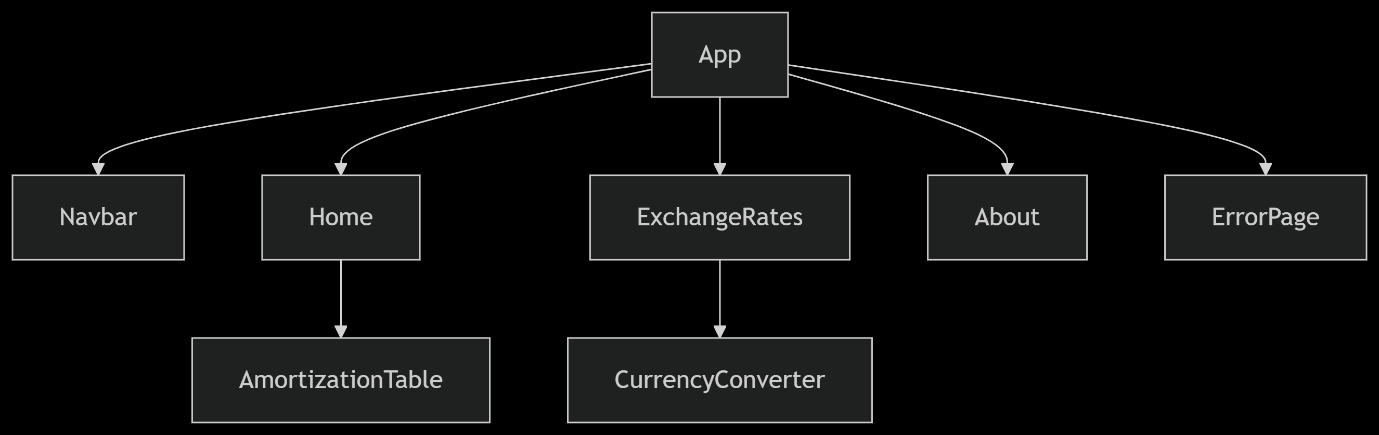 App
Navbar
Home
ExchangeRates
About
ErrorPage
AmortizationTable
CurrencyConverter